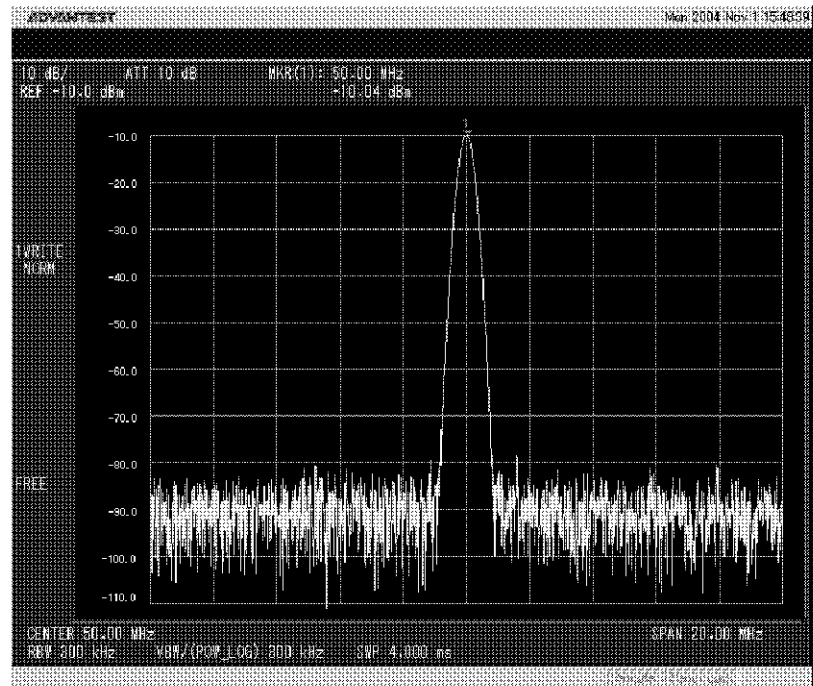 ADVANTEST
Mon 2004 Nov 1 15:48:39
10 dB/ ATT 10 dB MKR(1): 50.00 MHz
REF -10.0 dBm -10.04 dBm
1
-10.0
-20.0
-30.0
1WRITE
NORM
-40.0
-50.0
-60.0
-70.0
-80.0
FREE
-90.0
-100.0
-110.0
CENTER 50.00 MHz SPAN 20.00 MHz
RBW 300 kHz VBW/(POW_LOG) 300 kHz SWP 4.000 ms